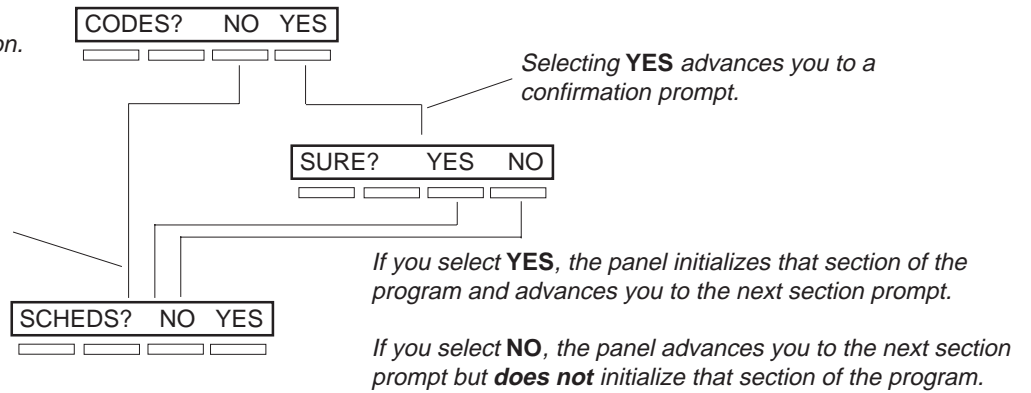 CODES? NO YES
on.
Selecting YES advances you to a
confirmation prompt.
SURE? YES NO
If you select YES, the panel initializes that section of the
program and advances you to the next section prompt.
SCHEDS? NO YES
If you select NO, the panel advances you to the next section
prompt but does not initialize that section of the program.